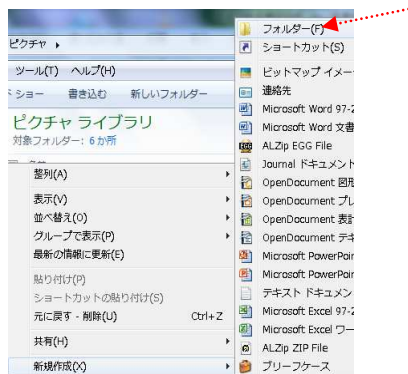 ピクチャ
ツール(T) ヘルプ(H)
ショー 書き込む 新しいフォルダー
ピクチャ ライブラリ
対象フォルダー: 6 か所
整列(A)
表示(V)
並べ替え(O)
グループで表示(P)
最新の情報に更新(E)
貼り付け(P)
ショートカットの貼り付け(S)
元に戻す - 削除(U) Ctrl+Z
共有(H)
新規作成(X)
フォルダー(F)
ショートカット(S)
ビットマップ イメー
連絡先
Microsoft Word 97-2
Microsoft Word 文書
ALZip EGG File
Journal ドキュメント
OpenDocument 図形
OpenDocument プレ
OpenDocument 表計
OpenDocument テキ
Microsoft PowerPoin
Microsoft PowerPoin
テキスト ドキュメン
Microsoft Excel 97-2
Microsoft Excel ワー
ALZip ZIP File
ブリーフケース